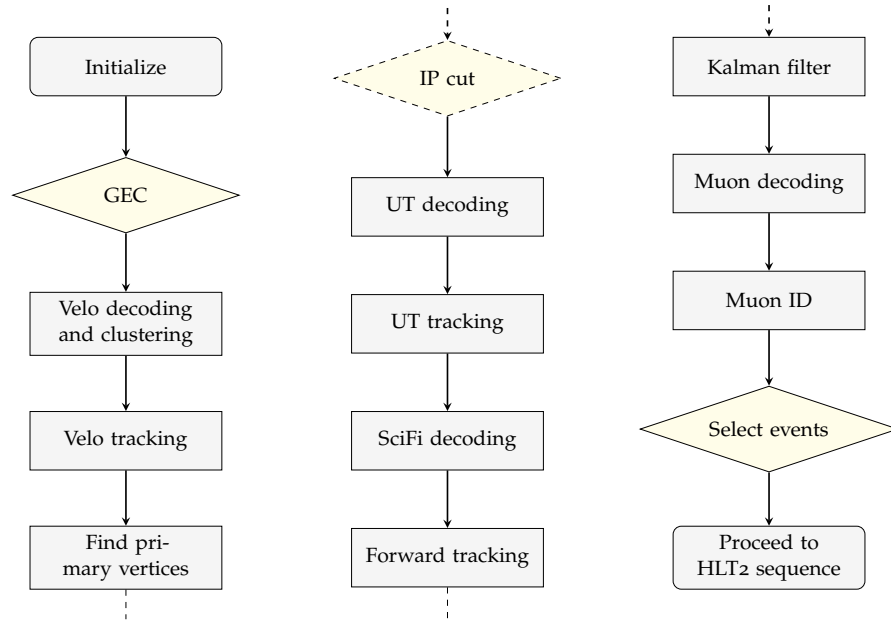 Initialize
GEC
Velo decoding
and clustering
Velo tracking
Find pri-
mary vertices
IP cut
UT decoding
UT tracking
SciFi decoding
Forward tracking
Kalman filter
Muon decoding
Muon ID
Select events
Proceed to
HLT2 sequence